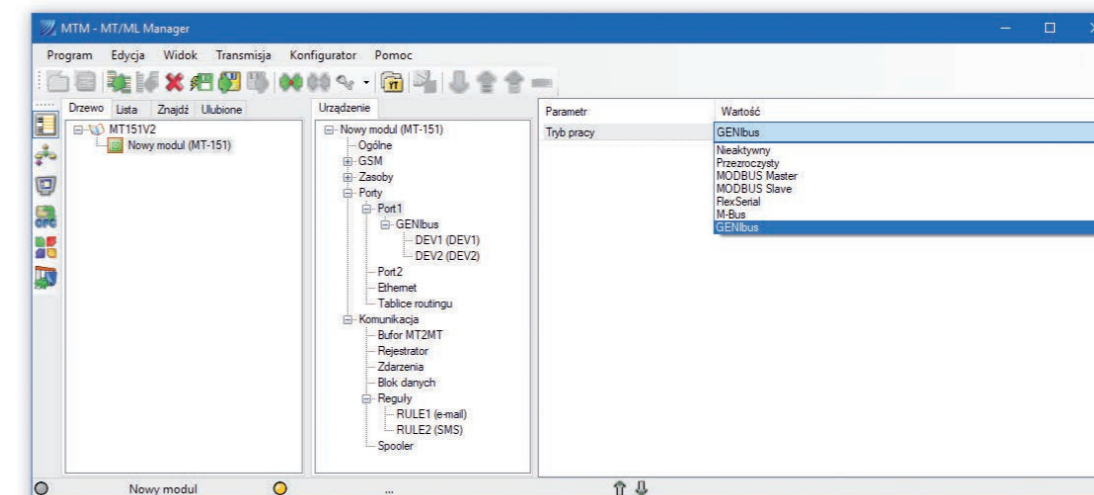 MTM - MT/ML Manager
Program Edycja Widok Transmisja Konfigurator Pomoc
YT
OPC
Drzewo Lista Znajdź Ulubione
MT151V2
Nowy moduł (MT-151)
Urządzenie
Nowy moduł (MT-151)
Ogólne
GSM
Zasoby
Porty
Port1
GENIbus
DEV1 (DEV1)
DEV2 (DEV2)
Port2
Ethernet
Tablice routingu
Komunikacja
Bufor MT2MT
Rejestrator
Zdarzenia
Blok danych
Reguły
RULE1 (e-mail)
RULE2 (SMS)
Spooler
Parametr Wartość
Tryb pracy GENIbus
Nieaktywny
Przezroczysty
MODBUS Master
MODBUS Slave
FlexSerial
M-Bus
GENIbus
Nowy moduł ...